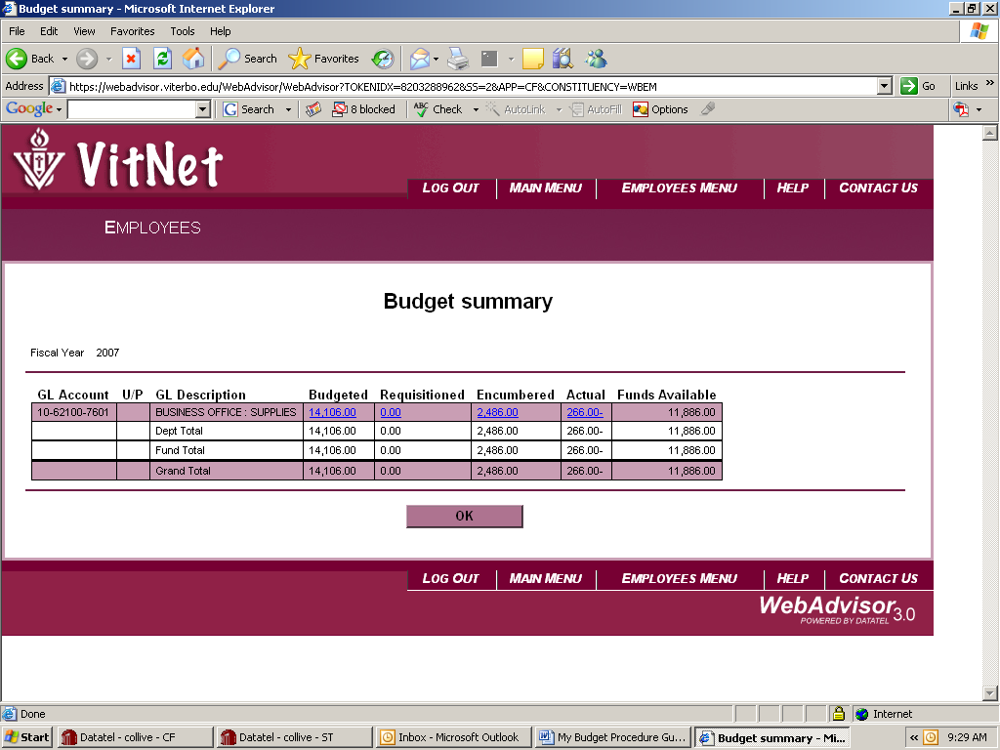 Budget summary - Microsoft Internet Explorer
File Edit View Favorites Tools Help
Back Search Favorites
Address https://webadvisor.viterbo.edu/WebAdvisor/WebAdvisor?TOKENIDX=8203288962&SS=2&APP=CF&CONSTITUENCY=WBEM Go Links »
Google Search 8 blocked Check AutoLink AutoFill Options
VitNet
LOG OUT MAIN MENU EMPLOYEES MENU HELP CONTACT US
EMPLOYEES
Budget summary
Fiscal Year 2007
GL Account U/P GL Description Budgeted Requisitioned Encumbered Actual Funds Available
10-62100-7601 BUSINESS OFFICE : SUPPLIES 14,106.00 0.00 2,486.00 266.00- 11,886.00
Dept Total 14,106.00 0.00 2,486.00 266.00- 11,886.00
Fund Total 14,106.00 0.00 2,486.00 266.00- 11,886.00
Grand Total 14,106.00 0.00 2,486.00 266.00- 11,886.00
OK
LOG OUT MAIN MENU EMPLOYEES MENU HELP CONTACT US
WebAdvisor 3.0
POWERED BY DATATEL
Done Internet
Start Datatel - collive - CF Datatel - collive - ST Inbox - Microsoft Outlook My Budget Procedure Gu... Budget summary - Mi... « 9:29 AM